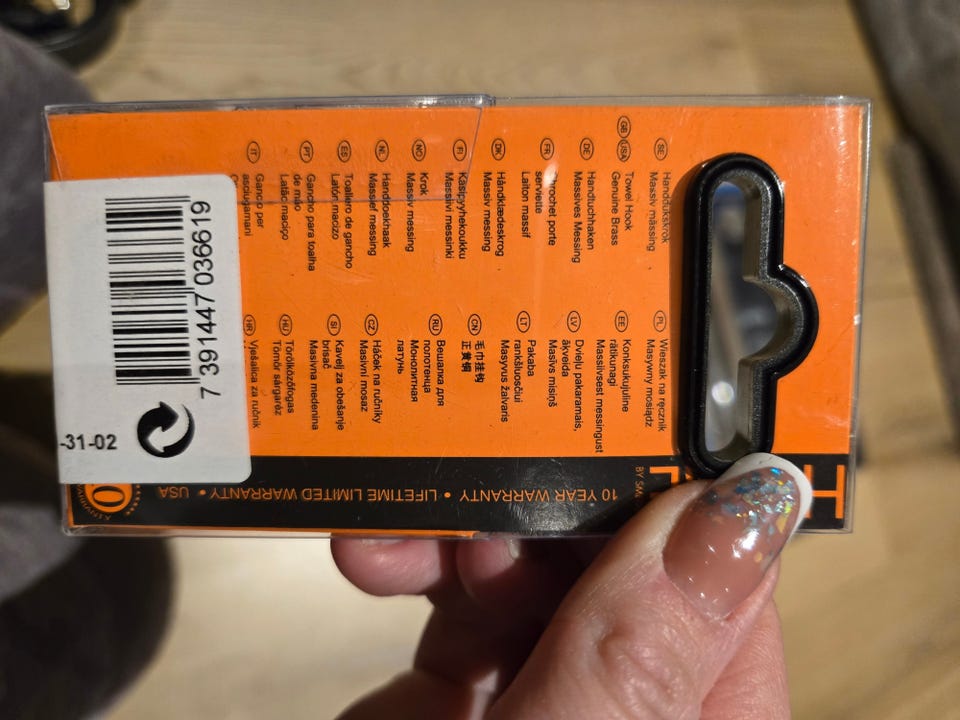 SE Handdukskrok
Massiv mässing
GB USA Towel Hook
Genuine Brass
DE Handtuchhaken
Massives Messing
FR Crochet porte
serviette
Laiton massif
DK Håndklædeskrog
Massiv messing
FI Käsipyyhekoukku
Massiivi messinki
NO Krok
Massiv messing
NL Handdoekhaak
Massief messing
ES Toallero de gancho
Latón macizo
PT Gancho para toalha
de mão
Latão maciço
IT Gancio per
asciugamani
PL Wieszak na ręcznik
Masywny mosiądz
EE Konksukujuline
rätikunagi
Massiivsest messingust
LV Dvieļu pakaramais,
äkveida
Masīvs misiņš
LT Pakaba
rankšluosčiui
Masyvus žalvaris
CN 毛巾挂钩
正黄铜
RU Вешалка для
полотенца
Монолитная
латунь
CZ Háček na ručníky
Masivní mosaz
SI Kavelj za obešanje
brisač
Masivna medenina
HU Törölközőfogas
Tömör sárgaréz
HR Vješalica za ručnik
BY
10 YEAR WARRANTY • LIFETIME LIMITED WARRANTY • USA
7 391447 036619
-31-02